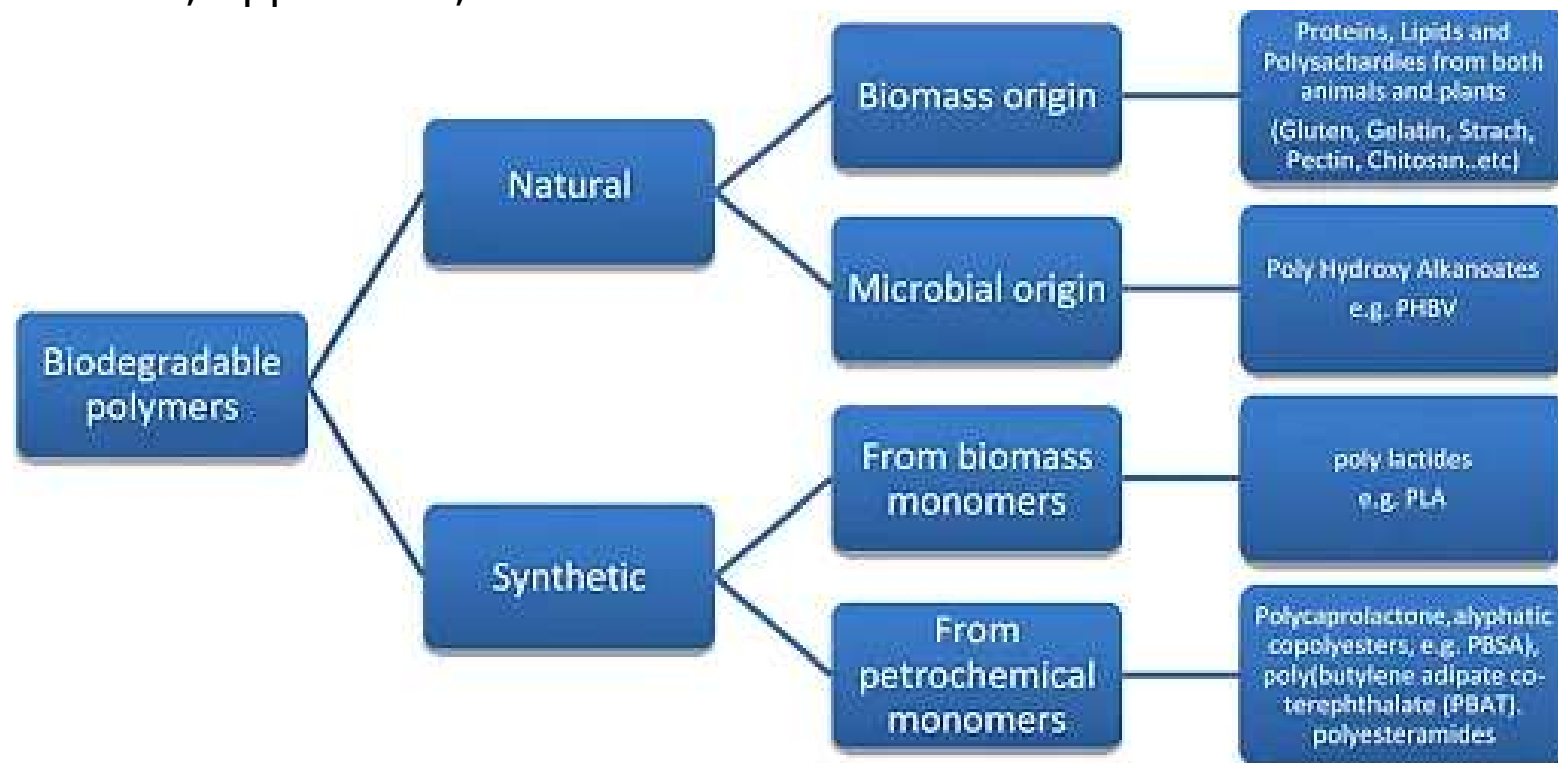 Biodegradable
polymers
Natural
Synthetic
Biomass origin
Microbial origin
From biomass
monomers
From
petrochemical
monomers
Proteins, Lipids and
Polysachardies from both
animals and plants
(Gluten, Gelatin, Strach,
Pectin, Chitosan..etc)
Poly Hydroxy Alkanoates
e.g. PHBV
poly lactides
e.g. PLA
Polycaprolactone,alyphatic
copolyesters, e.g. PBSA),
poly(butylene adipate co-
terephthalate (PBAT).
polyesteramides